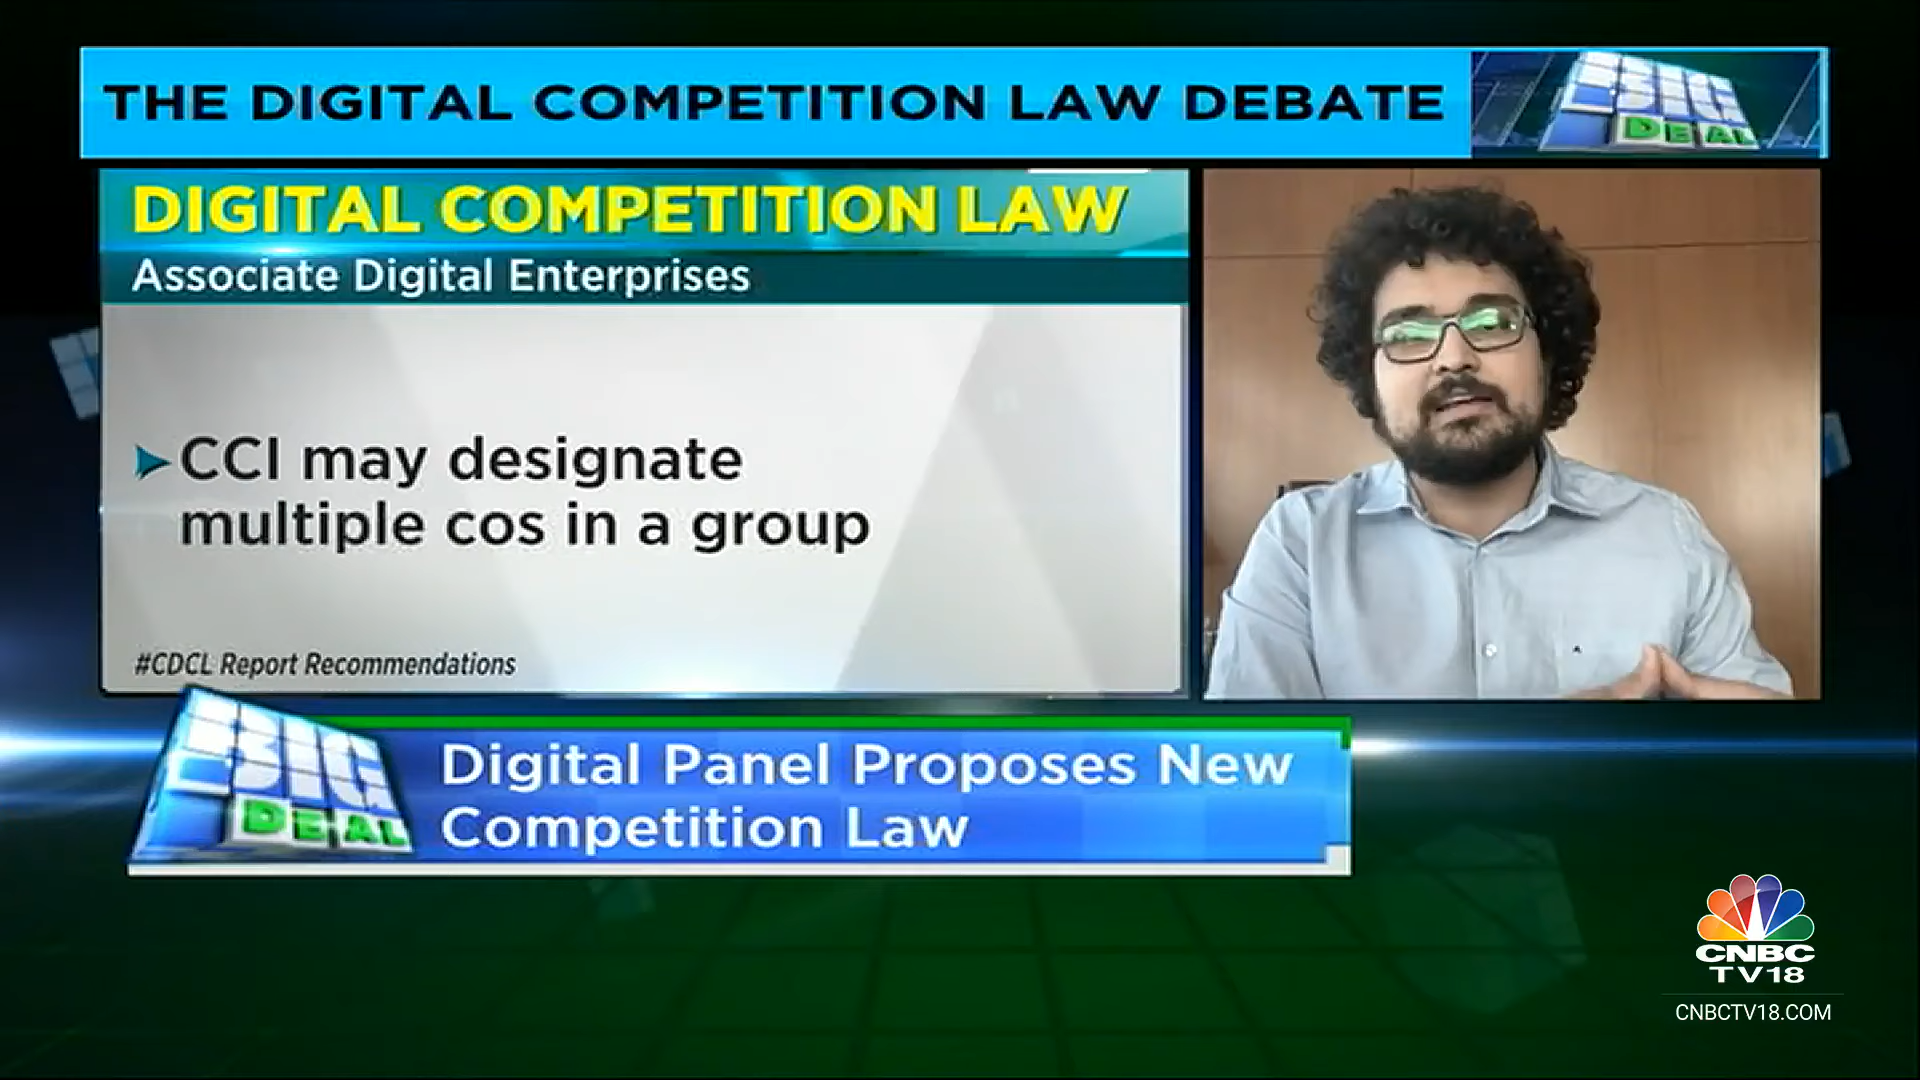 THE DIGITAL COMPETITION LAW DEBATE
BIG
DEAL
DIGITAL COMPETITION LAW
Associate Digital Enterprises
➤CCI may designate
multiple cos in a group
#CDCL Report Recommendations
BIG
DEAL
Digital Panel Proposes New
Competition Law
CNBC
TV18
CNBCTV18.COM